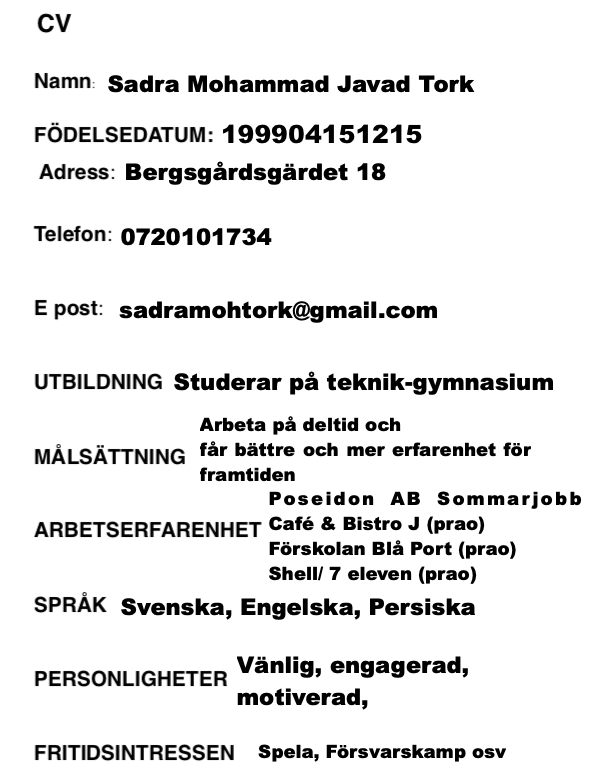 CV
Namn: Sadra Mohammad Javad Tork
FÖDELSEDATUM: 199904151215
Adress: Bergsgårdsgärdet 18
Telefon: 0720101734
E post: sadramohtork@gmail.com
UTBILDNING Studerar på teknik-gymnasium
MÅLSÄTTNING Arbeta på deltid och
får bättre och mer erfarenhet för
framtiden
ARBETSERFARENHET Poseidon AB Sommarjobb
Café & Bistro J (prao)
Förskolan Blå Port (prao)
Shell/ 7 eleven (prao)
SPRÅK Svenska, Engelska, Persiska
PERSONLIGHETER Vänlig, engagerad,
motiverad,
FRITIDSINTRESSEN Spela, Försvarskamp osv